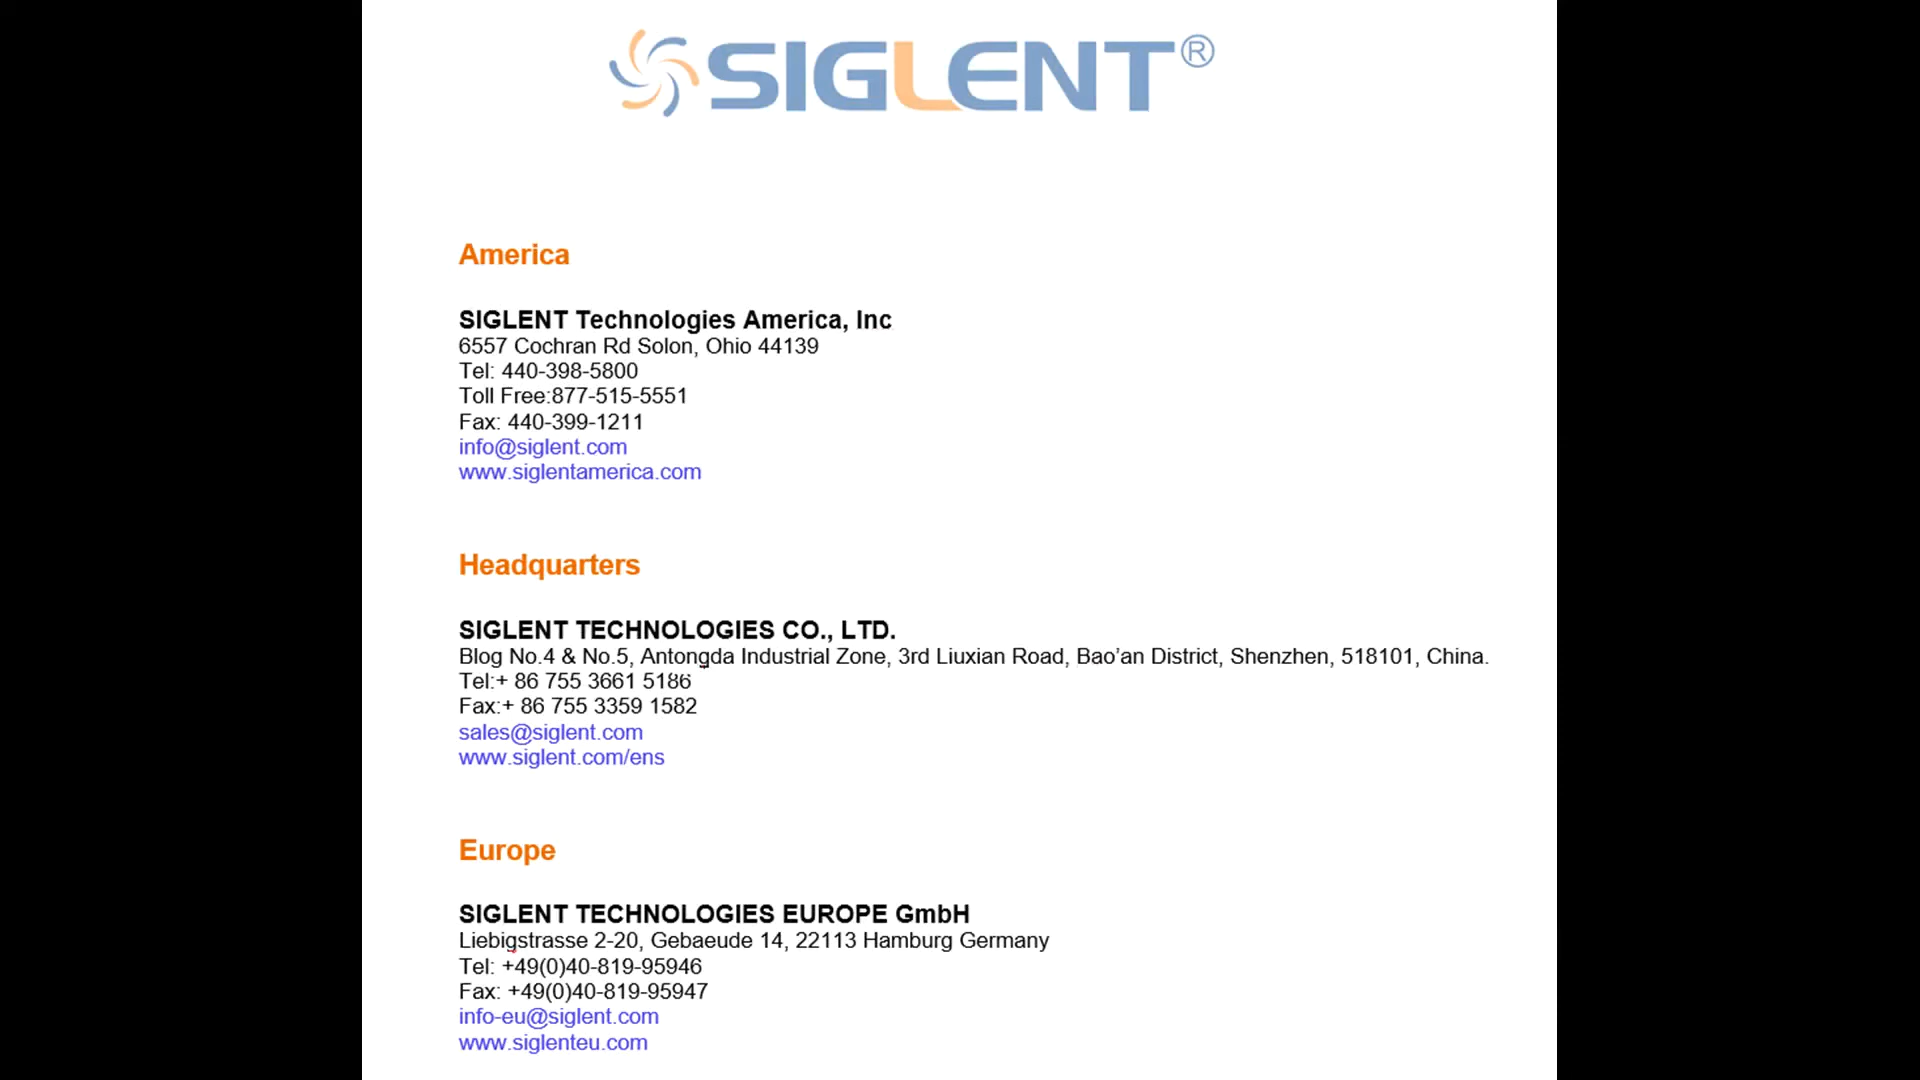 SIGLENT®
America
SIGLENT Technologies America, Inc
6557 Cochran Rd Solon, Ohio 44139
Tel: 440-398-5800
Toll Free:877-515-5551
Fax: 440-399-1211
info@siglent.com
www.siglentamerica.com
Headquarters
SIGLENT TECHNOLOGIES CO., LTD.
Blog No.4 & No.5, Antongda Industrial Zone, 3rd Liuxian Road, Bao’an District, Shenzhen, 518101, China.
Tel:+ 86 755 3661 5186
Fax:+ 86 755 3359 1582
sales@siglent.com
www.siglent.com/ens
Europe
SIGLENT TECHNOLOGIES EUROPE GmbH
Liebigstrasse 2-20, Gebaeude 14, 22113 Hamburg Germany
Tel: +49(0)40-819-95946
Fax: +49(0)40-819-95947
info-eu@siglent.com
www.siglenteu.com